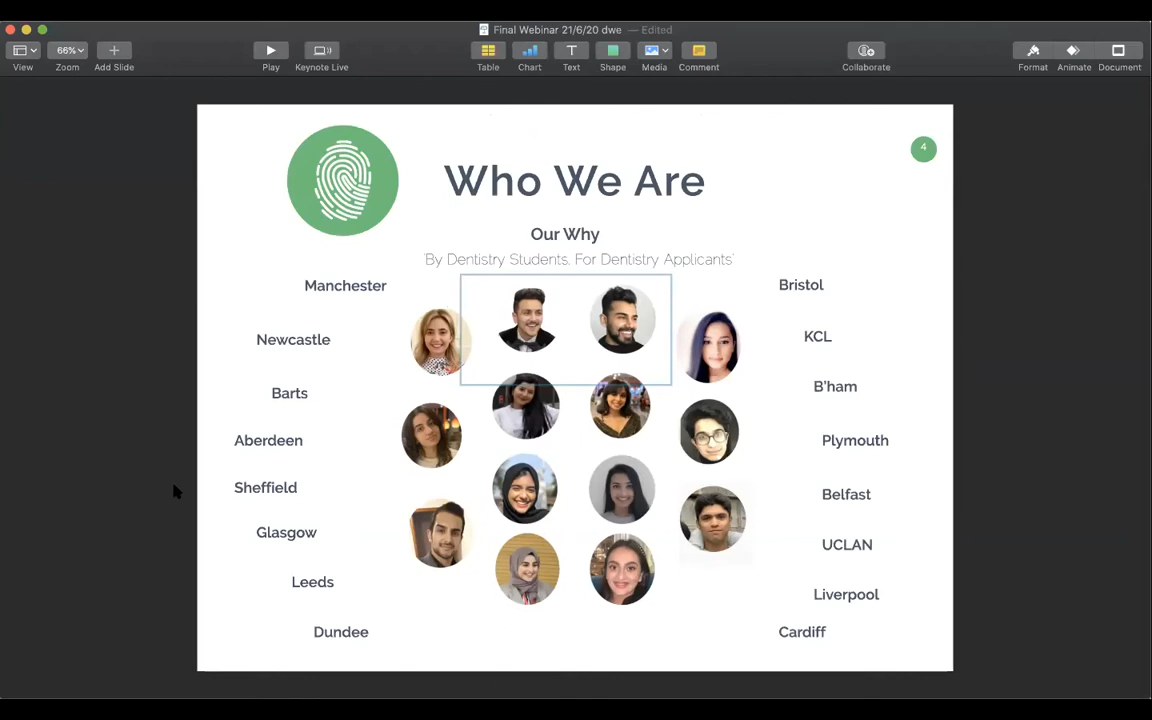 Final Webinar 21/6/20 dwe — Edited
66%
View
Zoom
Add Slide
Play
Keynote Live
Table
Chart
Text
Shape
Media
Comment
Collaborate
Format
Animate
Document
4
Who We Are
Our Why
'By Dentistry Students, For Dentistry Applicants'
Manchester
Newcastle
Barts
Aberdeen
Sheffield
Glasgow
Leeds
Dundee
Bristol
KCL
B'ham
Plymouth
Belfast
UCLAN
Liverpool
Cardiff